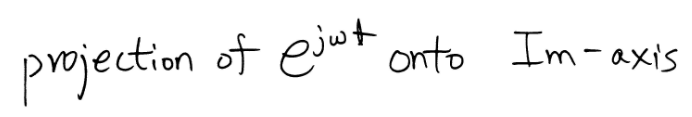 projection of e^{jωt} onto Im-axis